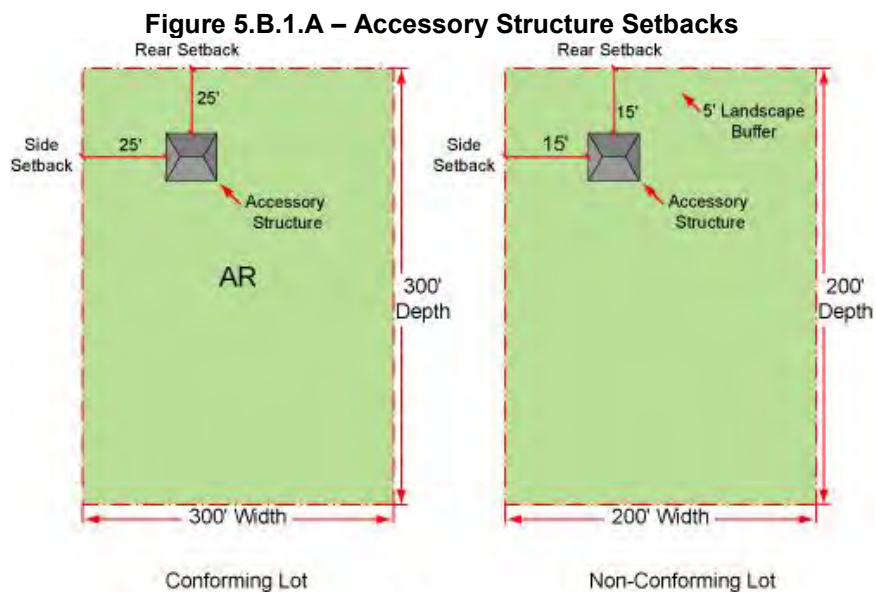 Figure 5.B.1.A – Accessory Structure Setbacks
Rear Setback
25'
Side
Setback
25'
Accessory
Structure
AR
300'
Depth
300' Width
Conforming Lot
Rear Setback
15'
5' Landscape
Buffer
Side
Setback
15'
Accessory
Structure
200'
Depth
200' Width
Non-Conforming Lot